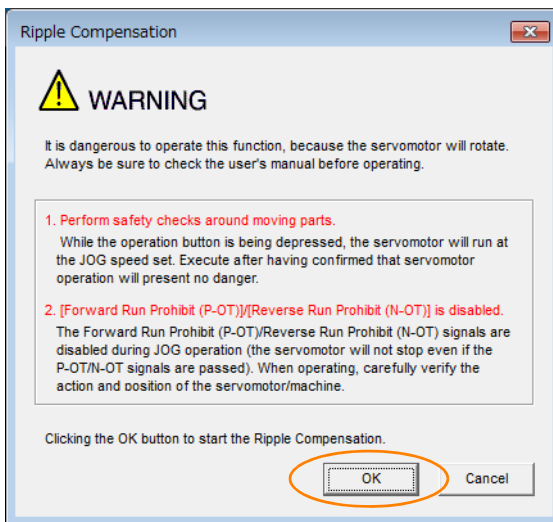 Ripple Compensation
WARNING
It is dangerous to operate this function, because the servomotor will rotate.
Always be sure to check the user's manual before operating.
1. Perform safety checks around moving parts.
While the operation button is being depressed, the servomotor will run at
the JOG speed set. Execute after having confirmed that servomotor
operation will present no danger.
2. [Forward Run Prohibit (P-OT)]/[Reverse Run Prohibit (N-OT)] is disabled.
The Forward Run Prohibit (P-OT)/Reverse Run Prohibit (N-OT) signals are
disabled during JOG operation (the servomotor will not stop even if the
P-OT/N-OT signals are passed). When operating, carefully verify the
action and position of the servomotor/machine.
Clicking the OK button to start the Ripple Compensation.
OK
Cancel